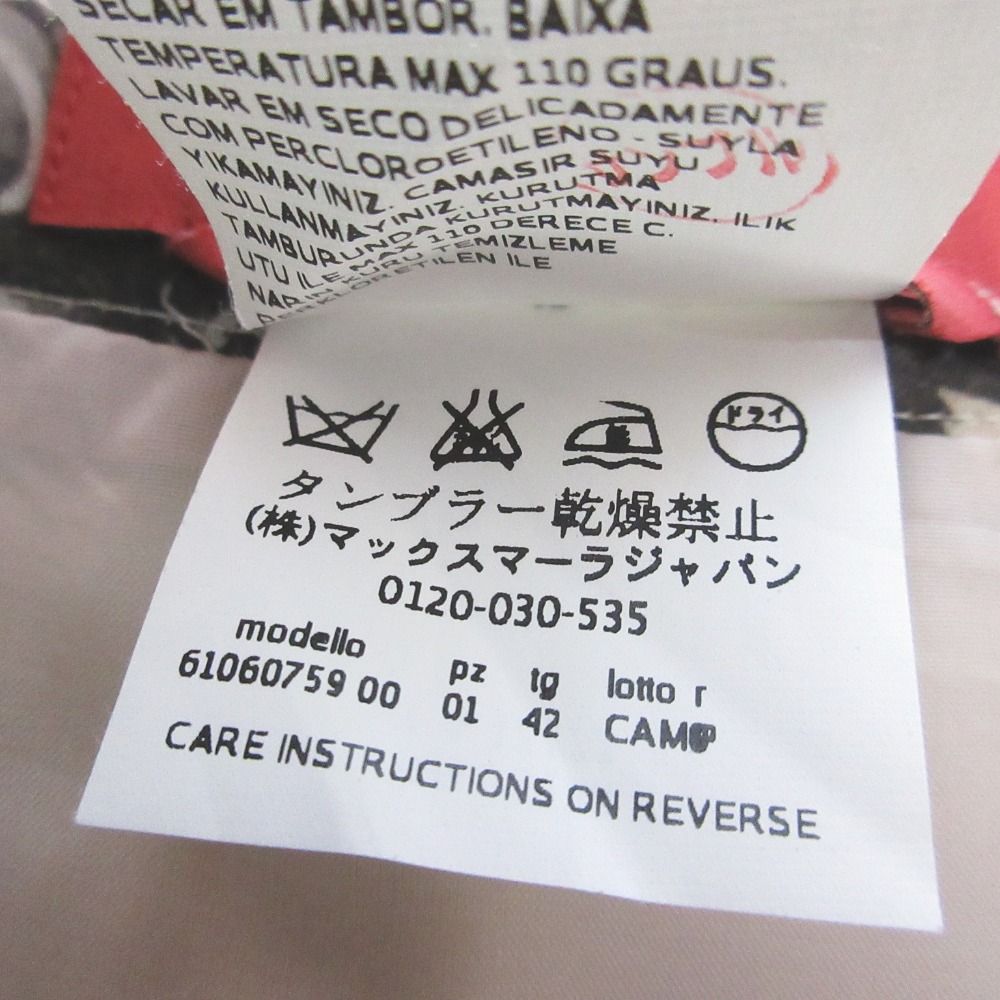 SECAR EM TAMBOR. BAIXA
TEMPERATURA MAX 110 GRAUS.
LAVAR EM SECO DELICADAMENTE
COM PERCLOROETILENO - SUYLA
YIKAMAYINIZ. CAMASIR SUYU
KULLANMAYINIZ. KURUTMA
TAMBURUNDA KURUTMAYINIZ. ILIK
UTU ILE MAX 110 DERECE C.
KURU TEMIZLEME
ILE
ドライ
タンブラー乾燥禁止
(株)マックスマーラジャパン
0120-030-535
modello pz tg lotto r
61060759 00 01 42
CARE INSTRUCTIONS ON REVERSE